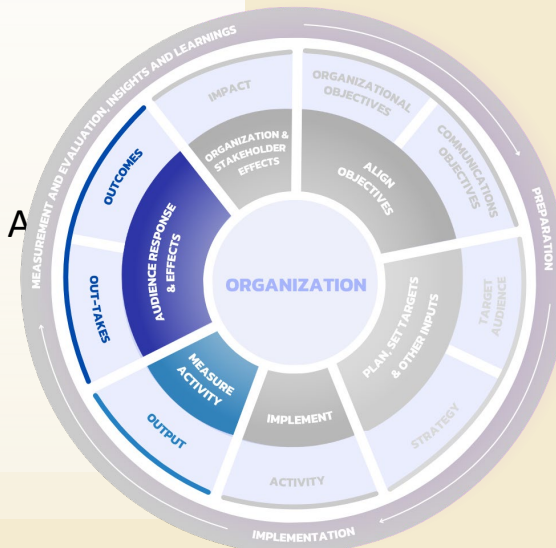 MEASUREMENT AND EVALUATION, INSIGHTS AND LEARNINGS
PREPARATION
IMPLEMENTATION
IMPACT
ORGANIZATIONAL
OBJECTIVES
COMMUNICATIONS
OBJECTIVES
TARGET
AUDIENCE
STRATEGY
ACTIVITY
OUTPUT
OUT-TAKES
OUTCOMES
ORGANIZATION &
STAKEHOLDER
EFFECTS
ALIGN
OBJECTIVES
PLAN, SET TARGETS
& OTHER INPUTS
IMPLEMENT
MEASURE
ACTIVITY
AUDIENCE RESPONSE
& EFFECTS
ORGANIZATION
A